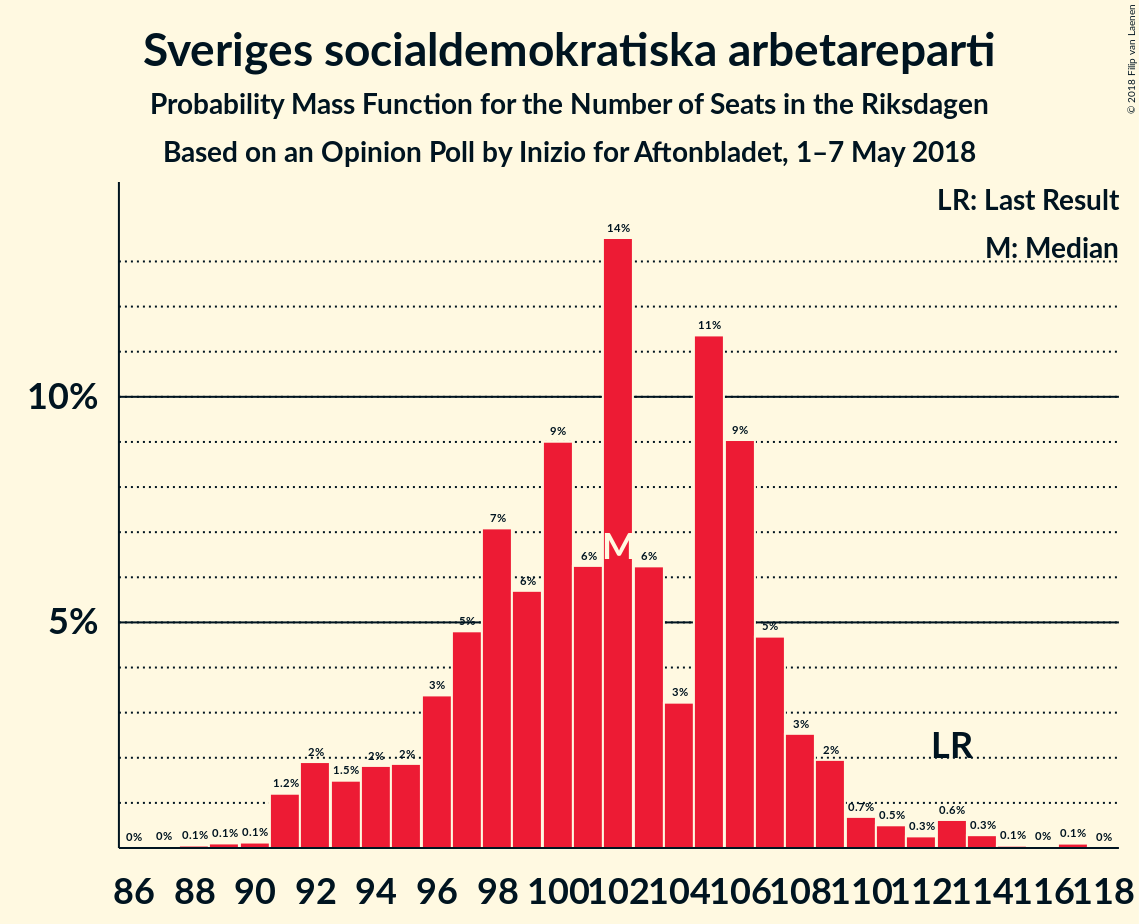 Sveriges socialdemokratiska arbetareparti
Probability Mass Function for the Number of Seats in the Riksdagen
Based on an Opinion Poll by Inizio for Aftonbladet, 1–7 May 2018
© 2018 Filip van Laenen
LR: Last Result
M: Median
10%
5%
0% 0% 0.1% 0.1% 0.1% 1.2% 2% 1.5% 2% 2% 3% 5% 7% 6% 9% 6% 14% 6% 3% 11% 9% 5% 3% 2% 0.7% 0.5% 0.3% 0.6% 0.3% 0.1% 0% 0.1% 0%
M
LR
86 88 90 92 94 96 98 100 102 104 106 108 110 112 114 116 118